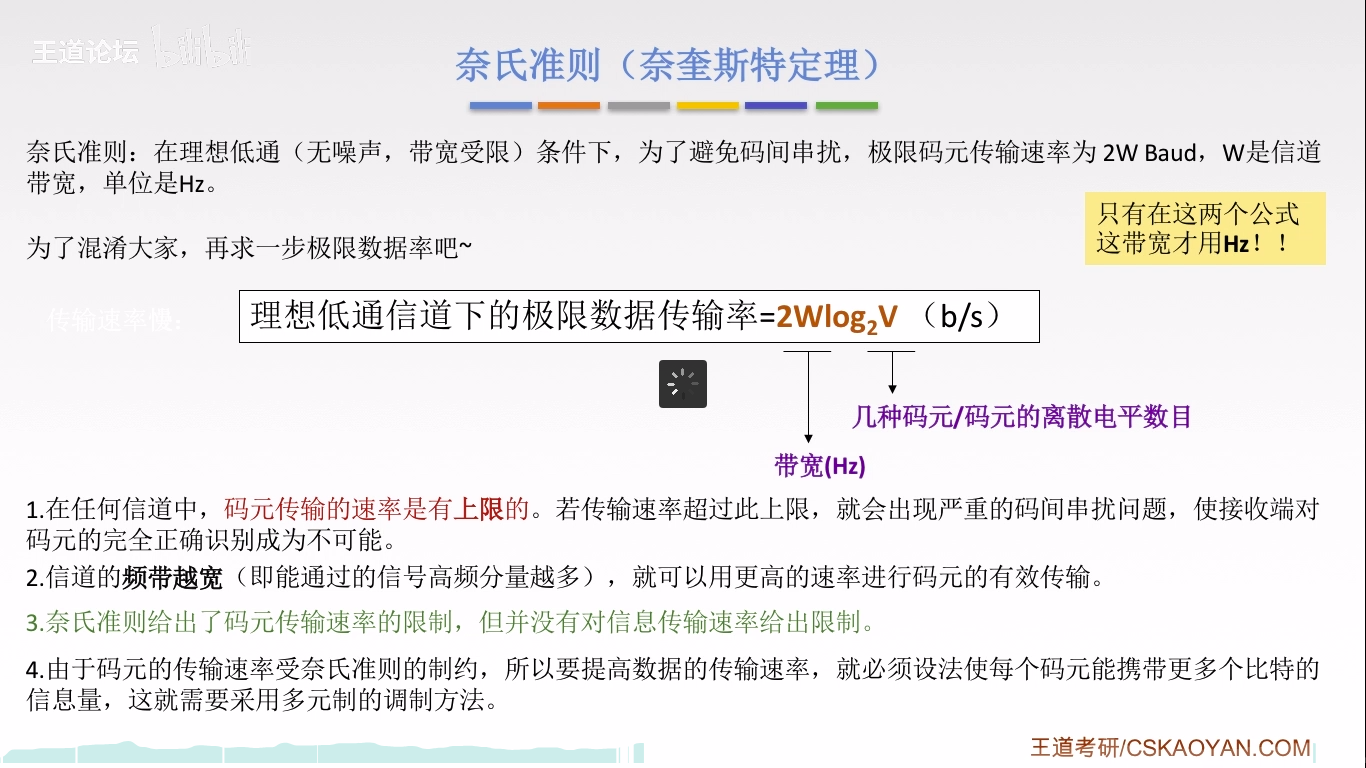 王道论坛 bilibili
奈氏准则（奈奎斯特定理）
奈氏准则：在理想低通（无噪声，带宽受限）条件下，为了避免码间串扰，极限码元传输速率为 2W Baud，W是信道
带宽，单位是Hz。
只有在这两个公式
这带宽才用Hz！！
为了混淆大家，再求一步极限数据率吧~
传输速率慢：
理想低通信道下的极限数据传输率=2Wlog₂V （b/s）
几种码元/码元的离散电平数目
带宽(Hz)
1.在任何信道中，码元传输的速率是有上限的。若传输速率超过此上限，就会出现严重的码间串扰问题，使接收端对
码元的完全正确识别成为不可能。
2.信道的频带越宽（即能通过的信号高频分量越多），就可以用更高的速率进行码元的有效传输。
3.奈氏准则给出了码元传输速率的限制，但并没有对信息传输速率给出限制。
4.由于码元的传输速率受奈氏准则的制约，所以要提高数据的传输速率，就必须设法使每个码元能携带更多个比特的
信息量，这就需要采用多元制的调制方法。
王道考研/CSKAOYAN.COM